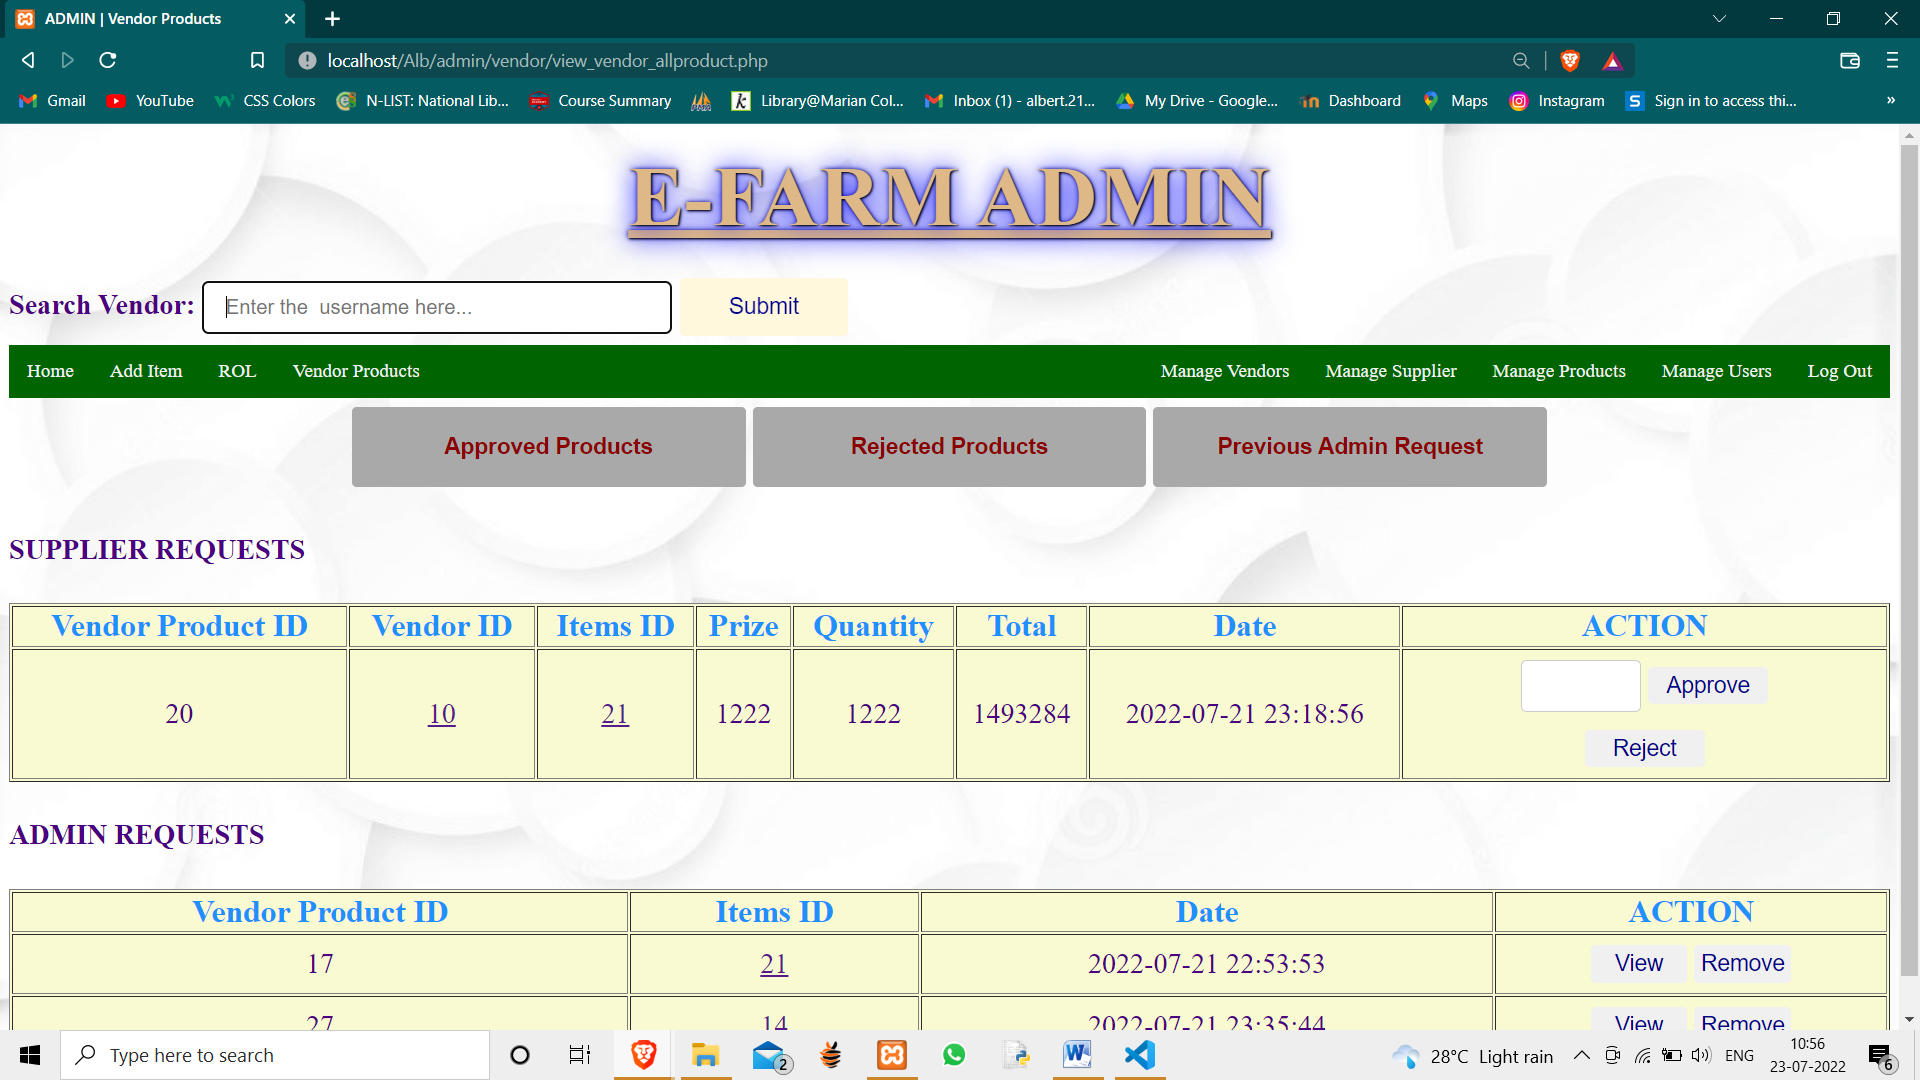 ADMIN | Vendor Products
localhost/Alb/admin/vendor/view_vendor_allproduct.php
Gmail YouTube CSS Colors N-LIST: National Lib... Course Summary Library@Marian Col... Inbox (1) - albert.21... My Drive - Google... Dashboard Maps Instagram Sign in to access thi... »
E-FARM ADMIN
Search Vendor: Enter the username here... Submit
Home Add Item ROL Vendor Products Manage Vendors Manage Supplier Manage Products Manage Users Log Out
Approved Products Rejected Products Previous Admin Request
SUPPLIER REQUESTS
Vendor Product ID Vendor ID Items ID Prize Quantity Total Date ACTION
20 10 21 1222 1222 1493284 2022-07-21 23:18:56 Approve
Reject
ADMIN REQUESTS
Vendor Product ID Items ID Date ACTION
17 21 2022-07-21 22:53:53 View Remove
27 14 2022-07-21 23:35:44 View Remove
Type here to search 2 28°C Light rain ENG 10:56
23-07-2022 6